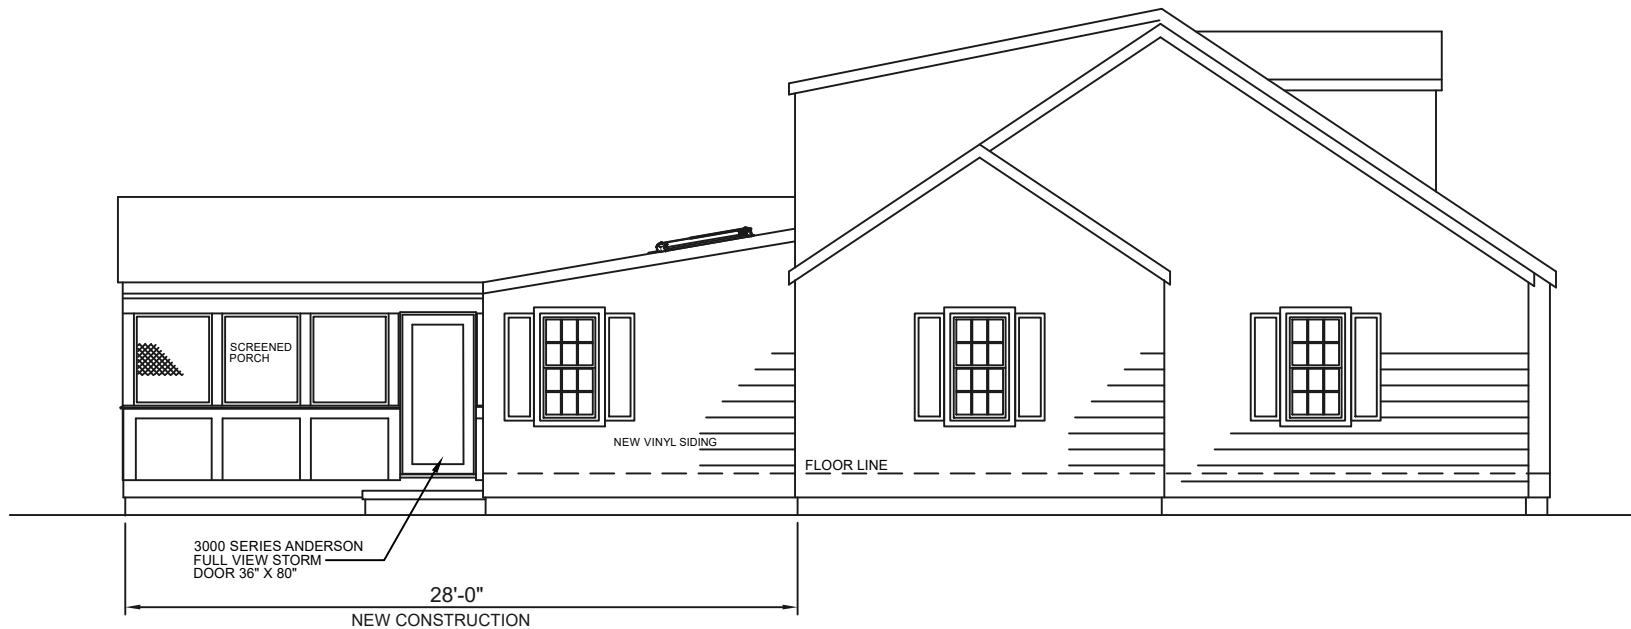 SCREENED
PORCH
NEW VINYL SIDING
FLOOR LINE
3000 SERIES ANDERSON
FULL VIEW STORM
DOOR 36" X 80"
28'-0"
NEW CONSTRUCTION